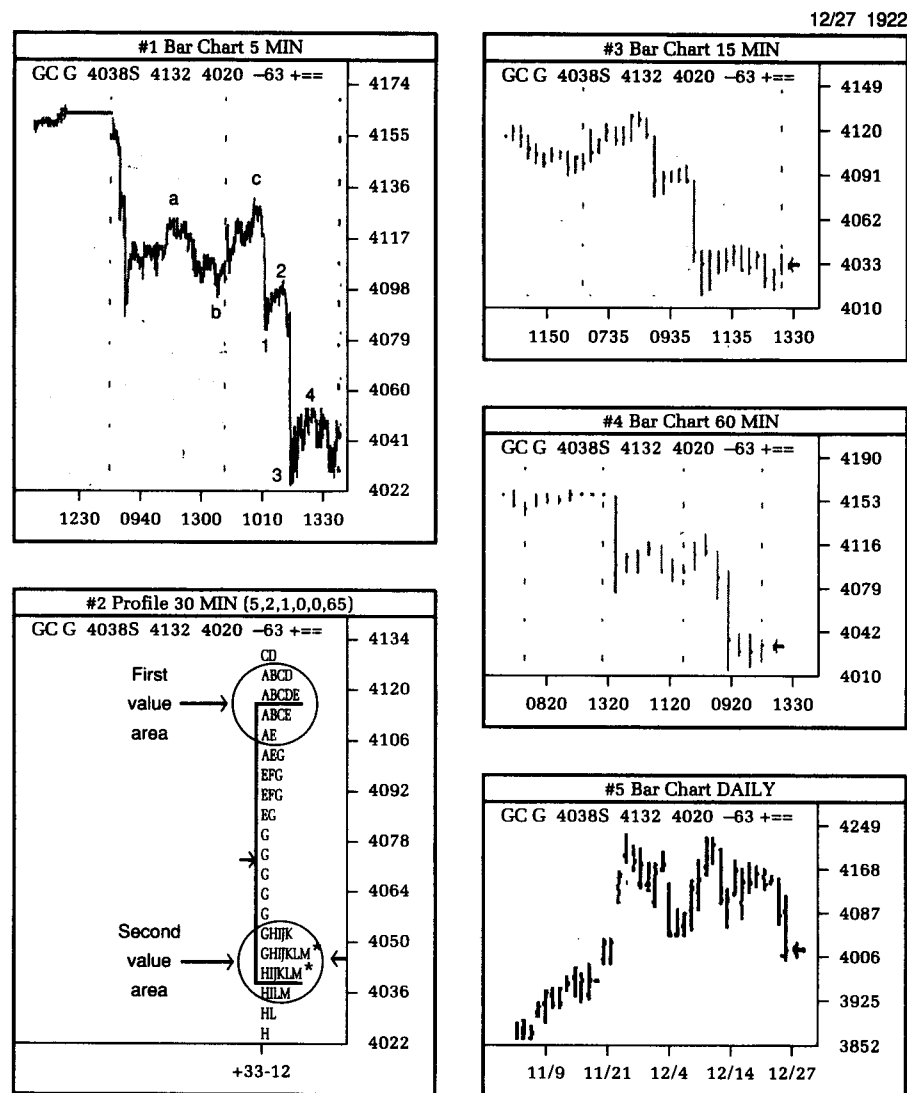 12/27 1922
#1 Bar Chart 5 MIN
GC G 4038S 4132 4020 –63 +==
4174
4155
4136
4117
4098
4079
4060
4041
4022
a
c
b
2
1
4
3
1230 0940 1300 1010 1330
#2 Profile 30 MIN (5,2,1,0,0,65)
GC G 4038S 4132 4020 –63 +==
4134
4120
4106
4092
4078
4064
4050
4036
4022
First
value
area
CD
ABCD
ABCDE
ABCE
AE
AEG
EFG
EFG
EG
G
G
G
G
G
Second
value
area
GHIJK
GHIJKLM*
HIJKLM*
HILM
HL
H
+33-12
#3 Bar Chart 15 MIN
GC G 4038S 4132 4020 –63 +==
4149
4120
4091
4062
4033
4010
1150 0735 0935 1135 1330
#4 Bar Chart 60 MIN
GC G 4038S 4132 4020 –63 +==
4190
4153
4116
4079
4042
4010
0820 1320 1120 0920 1330
#5 Bar Chart DAILY
GC G 4038S 4132 4020 –63 +==
4249
4168
4087
4006
3925
3852
11/9 11/21 12/4 12/14 12/27